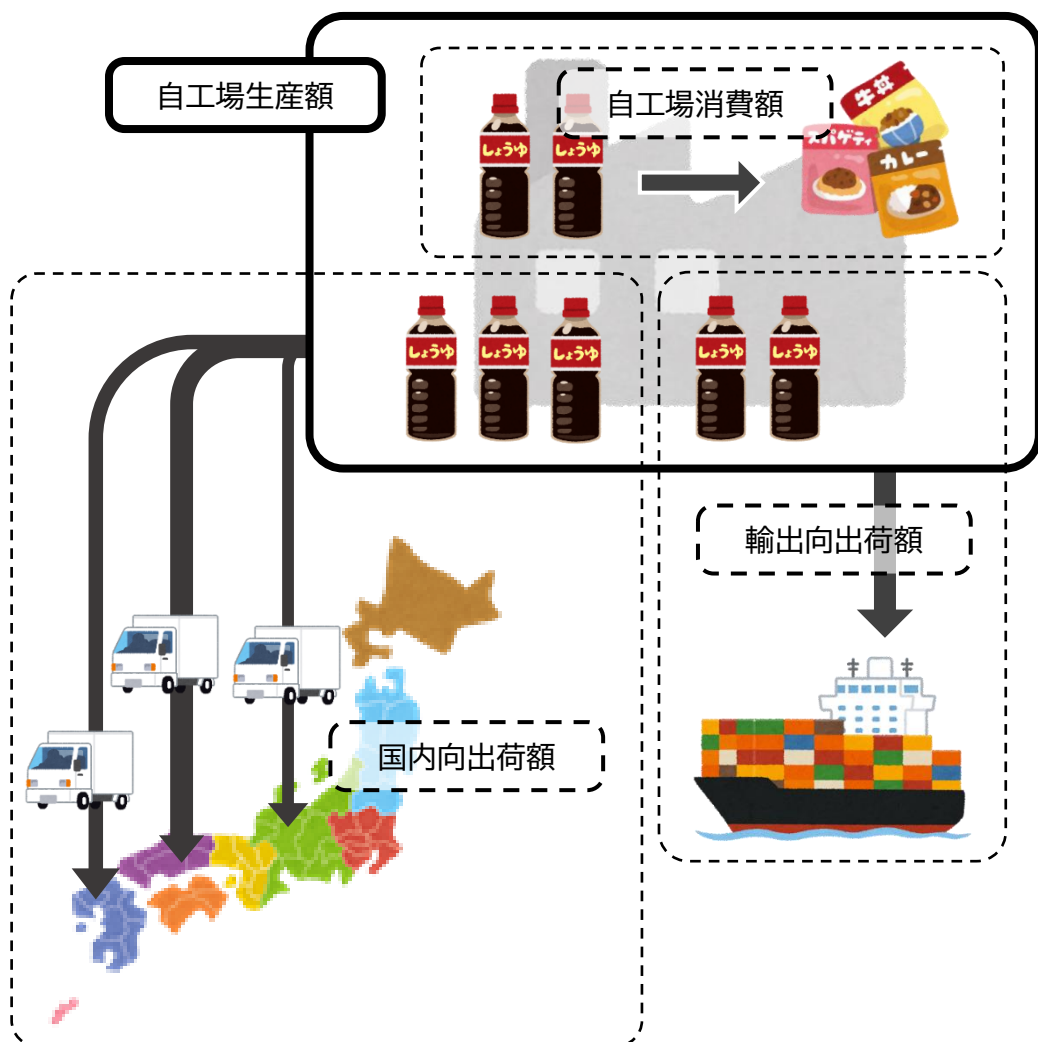 自工場生産額
自工場消費額
牛丼
スパゲティ
カレー
しょうゆ
しょうゆ
しょうゆ
しょうゆ
しょうゆ
しょうゆ
しょうゆ
輸出向出荷額
国内向出荷額